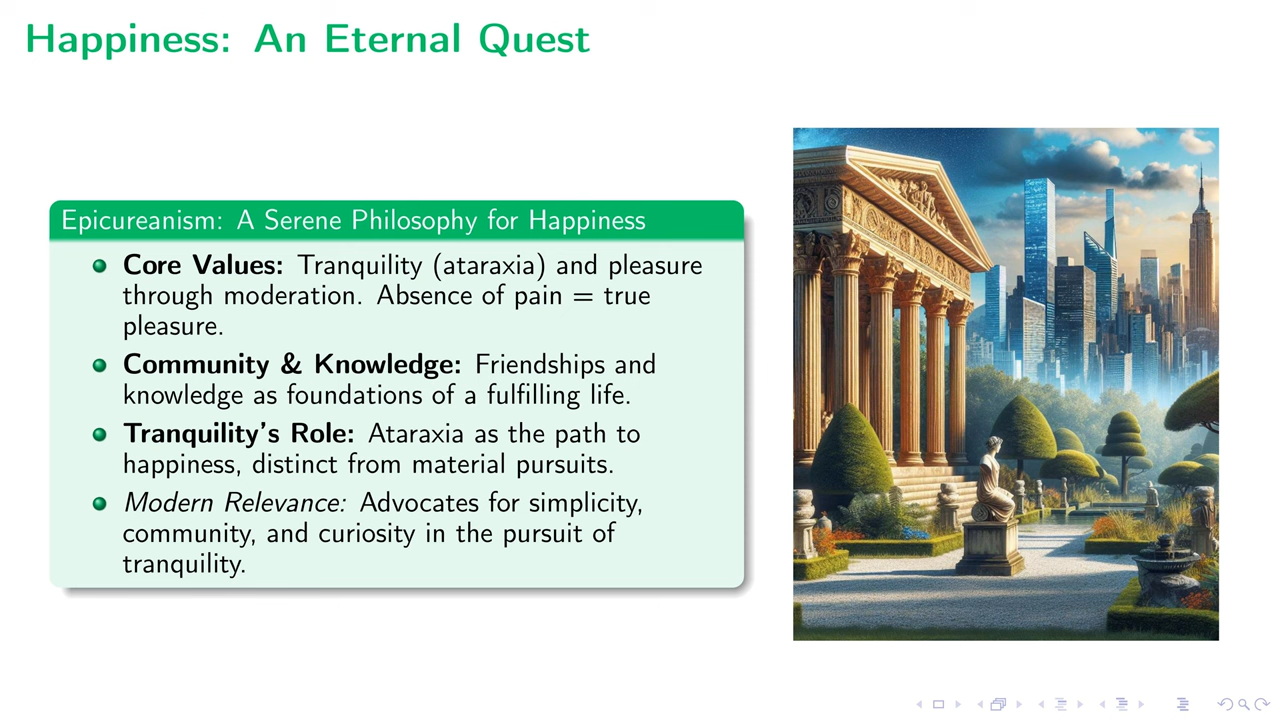 Happiness: An Eternal Quest
Epicureanism: A Serene Philosophy for Happiness
Core Values: Tranquility (ataraxia) and pleasure
through moderation. Absence of pain = true
pleasure.
Community & Knowledge: Friendships and
knowledge as foundations of a fulfilling life.
Tranquility's Role: Ataraxia as the path to
happiness, distinct from material pursuits.
Modern Relevance: Advocates for simplicity,
community, and curiosity in the pursuit of
tranquility.